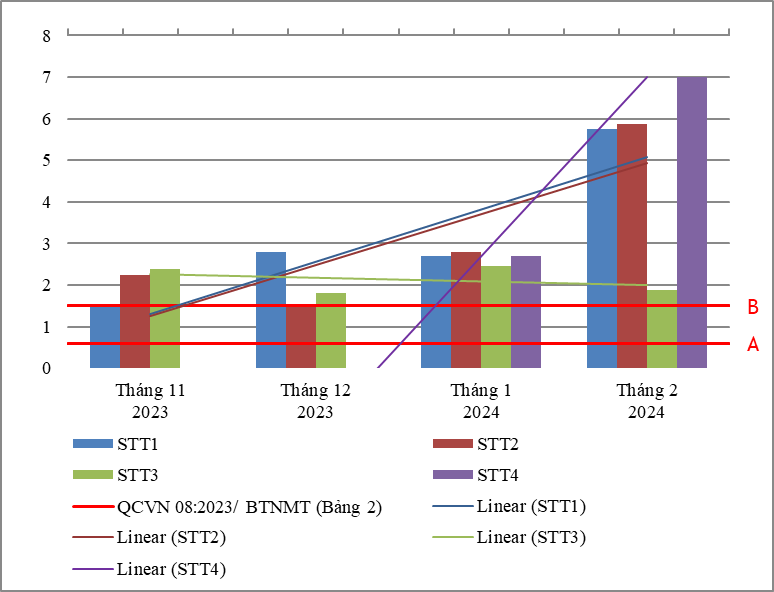 8
7
6
5
4
3
2
1
0
B
A
Tháng 11
2023
Tháng 12
2023
Tháng 1
2024
Tháng 2
2024
STT1
STT2
STT3
STT4
QCVN 08:2023/ BTNMT (Bảng 2)
Linear (STT1)
Linear (STT2)
Linear (STT3)
Linear (STT4)